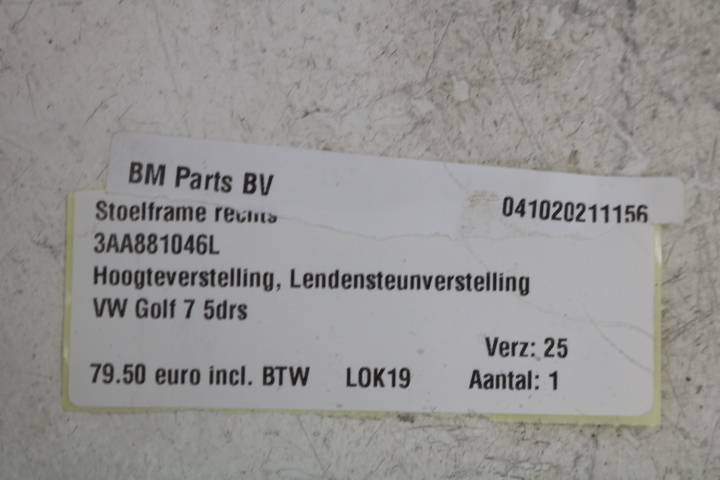 BM Parts BV
041020211156
Stoelframe rechts
3AA881046L
Hoogteverstelling, Lendensteunverstelling
VW Golf 7 5drs
Verz: 25
79.50 euro incl. BTW LOK19 Aantal: 1